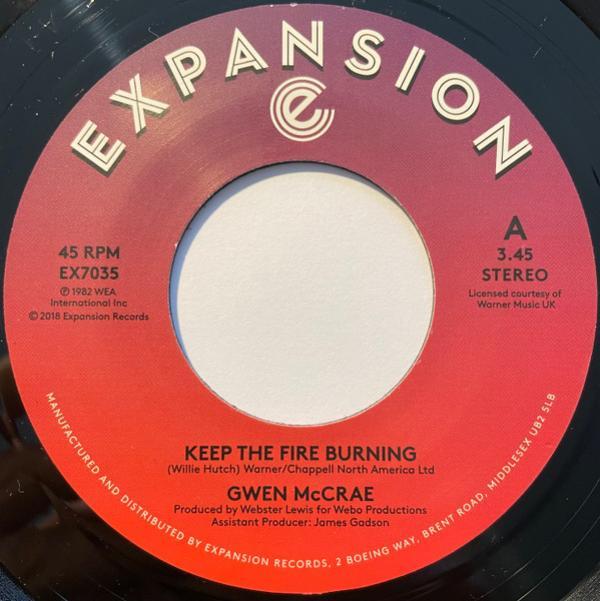 EXPANSION
e
45 RPM
EX7035
℗ 1982 WEA
International Inc
© 2018 Expansion Records
A
3.45
STEREO
Licensed courtesy of
Warner Music UK
KEEP THE FIRE BURNING
(Willie Hutch) Warner/Chappell North America Ltd
GWEN McCRAE
Produced by Webster Lewis for Webo Productions
Assistant Producer: James Gadson
MANUFACTURED AND DISTRIBUTED BY EXPANSION RECORDS, 2 BOEING WAY, BRENT ROAD, MIDDLESEX UB2 5LB